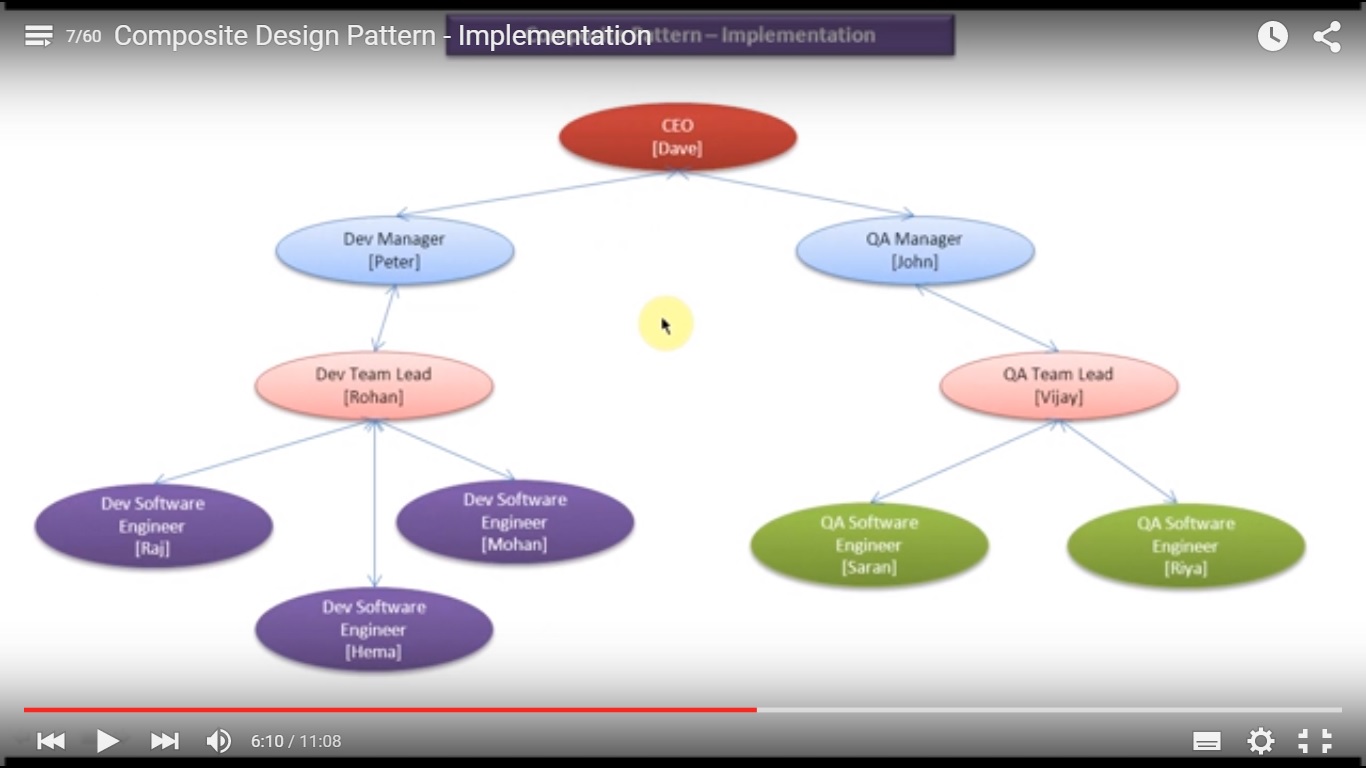 7/60 Composite Design Pattern - Implementation
Pattern – Implementation
CEO
[Dave]
Dev Manager
[Peter]
QA Manager
[John]
Dev Team Lead
[Rohan]
QA Team Lead
[Vijay]
Dev Software
Engineer
[Raj]
Dev Software
Engineer
[Mohan]
QA Software
Engineer
[Saran]
QA Software
Engineer
[Riya]
Dev Software
Engineer
[Hema]
6:10 / 11:08